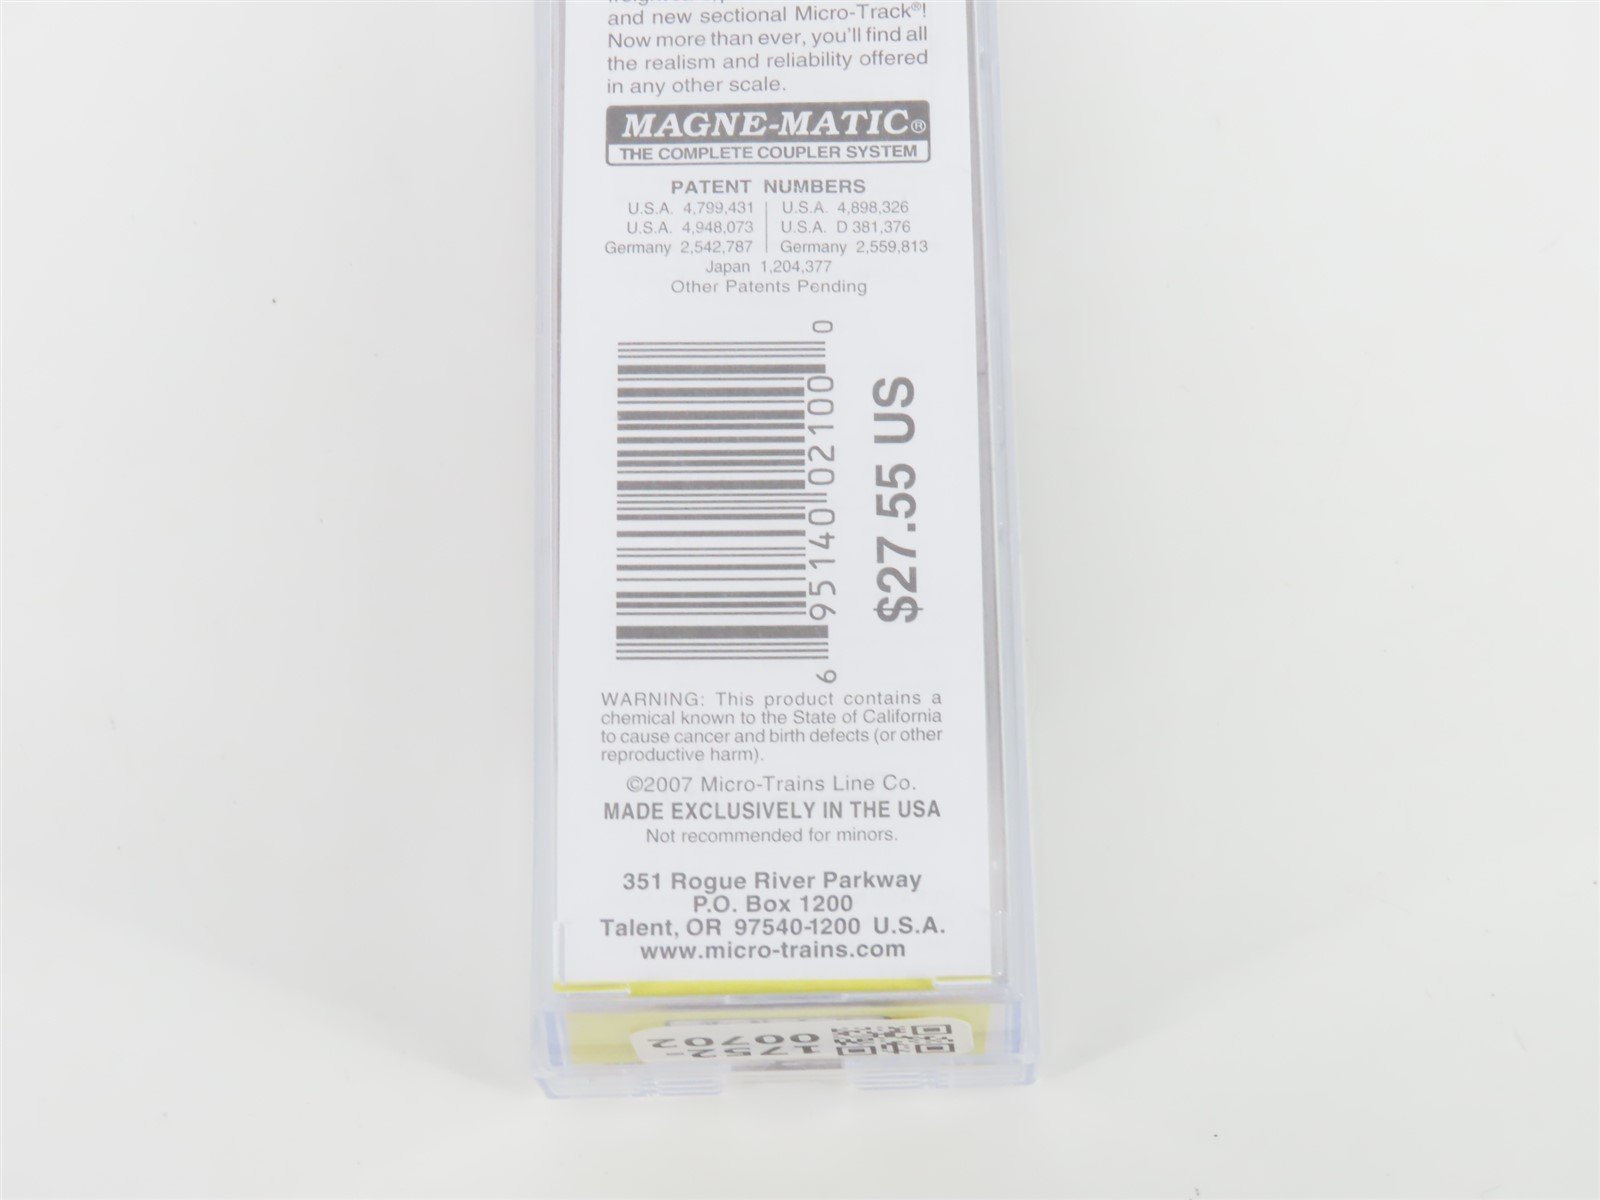 and new sectional Micro-Track®!
Now more than ever, you'll find all
the realism and reliability offered
in any other scale.
MAGNE-MATIC®
THE COMPLETE COUPLER SYSTEM
PATENT NUMBERS
U.S.A. 4,799,431 | U.S.A. 4,898,326
U.S.A. 4,948,073 | U.S.A. D 381,376
Germany 2,542,787 | Germany 2,559,813
Japan 1,204,377
Other Patents Pending
6 95140 02100 0
$27.55 US
WARNING: This product contains a
chemical known to the State of California
to cause cancer and birth defects (or other
reproductive harm).
©2007 Micro-Trains Line Co.
MADE EXCLUSIVELY IN THE USA
Not recommended for minors.
351 Rogue River Parkway
P.O. Box 1200
Talent, OR 97540-1200 U.S.A.
www.micro-trains.com
1752-
00702